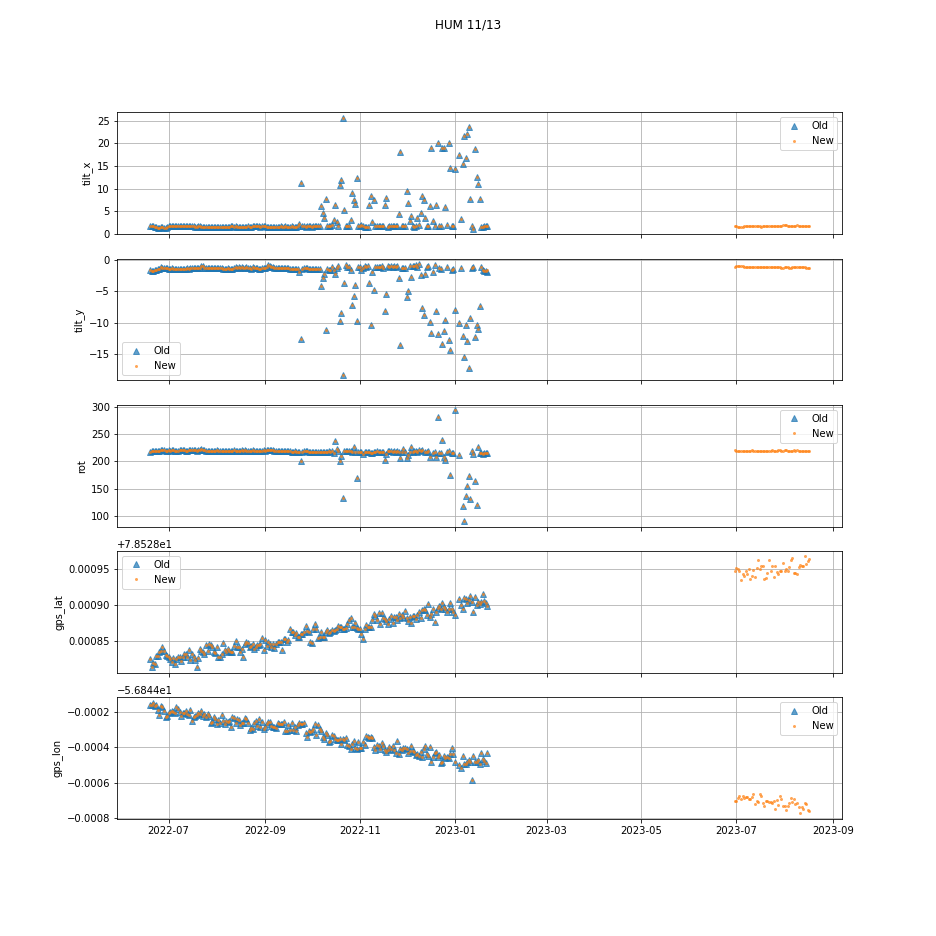 HUM 11/13
25
20
15
10
5
0
tilt_x
Old
New
0
−5
−10
−15
tilt_y
Old
New
300
250
200
150
100
rot
Old
New
+7.8528e1
0.00095
0.00090
0.00085
gps_lat
Old
New
−5.6844e1
−0.0002
−0.0004
−0.0006
−0.0008
gps_lon
Old
New
2022-07 2022-09 2022-11 2023-01 2023-03 2023-05 2023-07 2023-09